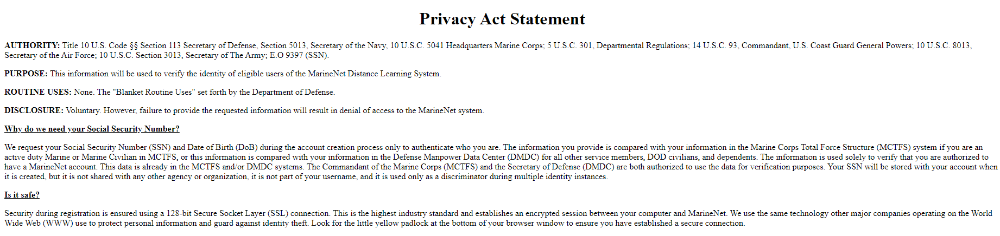 Privacy Act Statement
AUTHORITY: Title 10 U.S. Code §§ Section 113 Secretary of Defense, Section 5013, Secretary of the Navy, 10 U.S.C. 5041 Headquarters Marine Corps; 5 U.S.C. 301, Departmental Regulations; 14 U.S.C. 93, Commandant, U.S. Coast Guard General Powers; 10 U.S.C. 8013,
Secretary of the Air Force; 10 U.S.C. Section 3013, Secretary of The Army; E.O 9397 (SSN).
PURPOSE: This information will be used to verify the identity of eligible users of the MarineNet Distance Learning System.
ROUTINE USES: None. The "Blanket Routine Uses" set forth by the Department of Defense.
DISCLOSURE: Voluntary. However, failure to provide the requested information will result in denial of access to the MarineNet system.
Why do we need your Social Security Number?
We request your Social Security Number (SSN) and Date of Birth (DoB) during the account creation process only to authenticate who you are. The information you provide is compared with your information in the Marine Corps Total Force Structure (MCTFS) system if you are an
active duty Marine or Marine Civilian in MCTFS, or this information is compared with your information in the Defense Manpower Data Center (DMDC) for all other service members, DOD civilians, and dependents. The information is used solely to verify that you are authorized to
have a MarineNet account. This data is already in the MCTFS and/or DMDC systems. The Commandant of the Marine Corps (MCTFS) and the Secretary of Defense (DMDC) are both authorized to use the data for verification purposes. Your SSN will be stored with your account when
it is created, but it is not shared with any other agency or organization, it is not part of your username, and it is used only as a discriminator during multiple identity instances.
Is it safe?
Security during registration is ensured using a 128-bit Secure Socket Layer (SSL) connection. This is the highest industry standard and establishes an encrypted session between your computer and MarineNet. We use the same technology other major companies operating on the World
Wide Web (WWW) use to protect personal information and guard against identity theft. Look for the little yellow padlock at the bottom of your browser window to ensure you have established a secure connection.